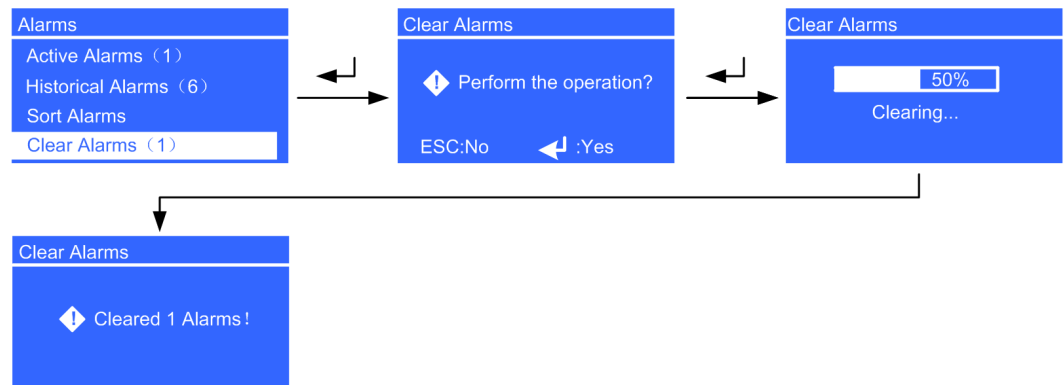 Alarms
Active Alarms（1）
Historical Alarms（6）
Sort Alarms
Clear Alarms（1）
Clear Alarms
! Perform the operation?
ESC:No :Yes
Clear Alarms
50%
Clearing...
Clear Alarms
! Cleared 1 Alarms!